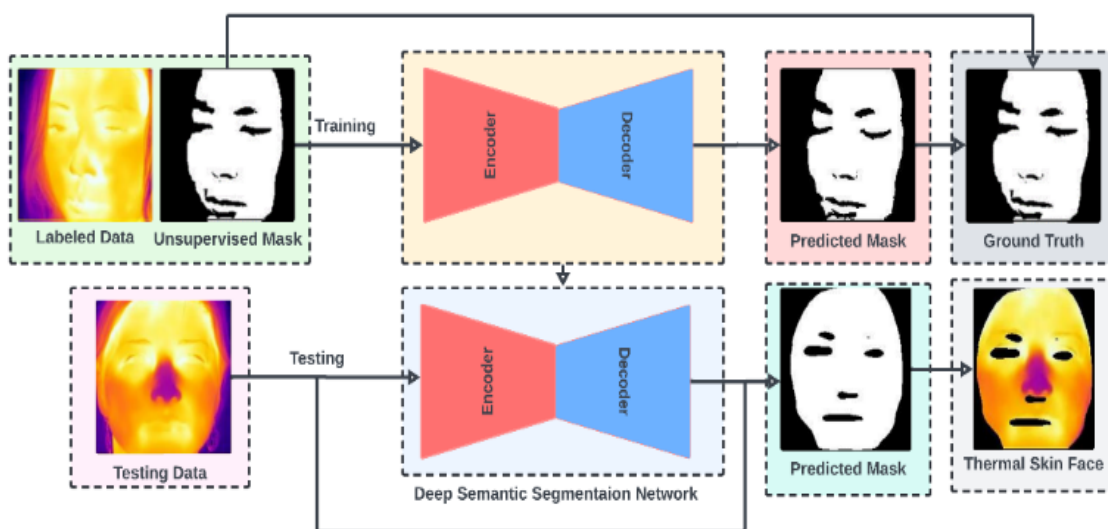 Training
Encoder
Decoder
Labeled Data
Unsupervised Mask
Predicted Mask
Ground Truth
Testing
Encoder
Decoder
Testing Data
Predicted Mask
Thermal Skin Face
Deep Semantic Segmentaion Network